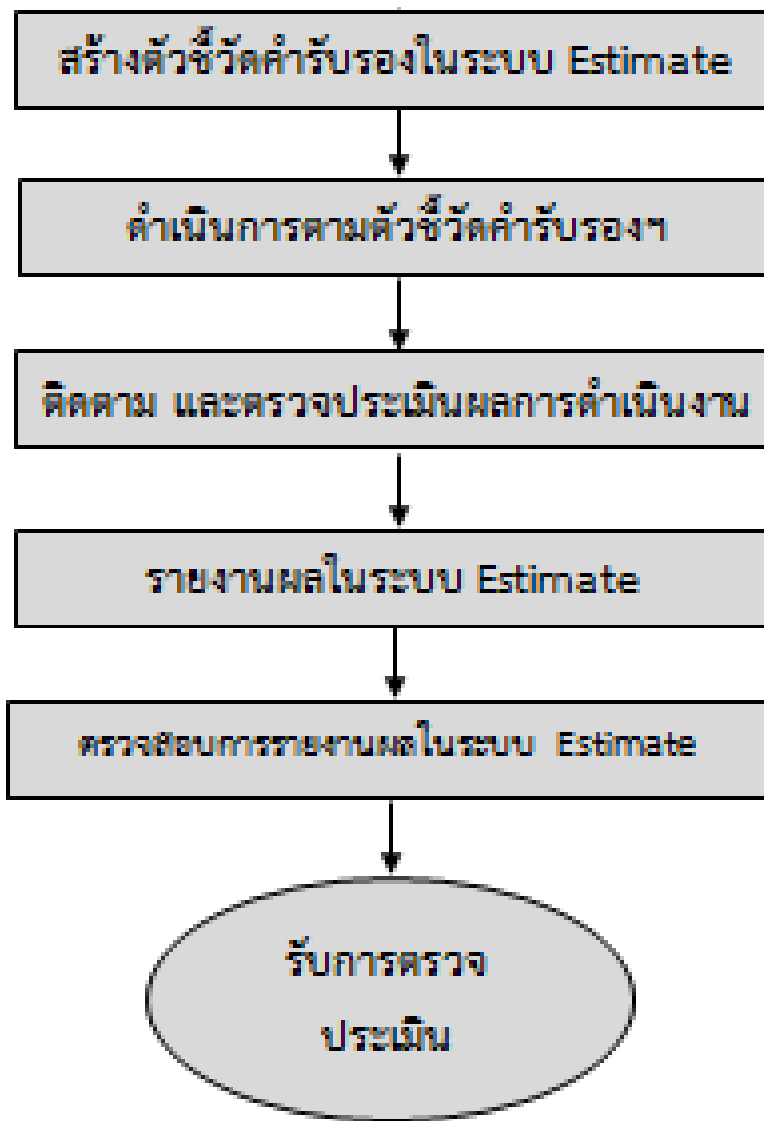 สร้างตัวชี้วัดคำรับรองในระบบ Estimate
ดำเนินการตามตัวชี้วัดคำรับรองฯ
ติดตาม และตรวจประเมินผลการดำเนินงาน
รายงานผลในระบบ Estimate
ตรวจสอบการรายงานผลในระบบ Estimate
รับการตรวจ
ประเมิน